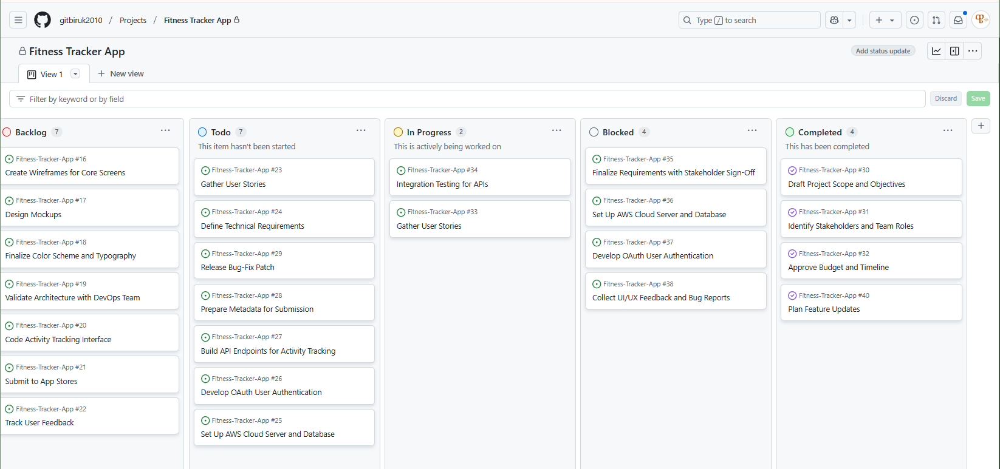 gitbiruk2010 / Projects / Fitness Tracker App
Type / to search
Fitness Tracker App
Add status update
View 1
New view
Filter by keyword or by field
Discard
Save
Backlog 7
Fitness-Tracker-App #16
Create Wireframes for Core Screens
Fitness-Tracker-App #17
Design Mockups
Fitness-Tracker-App #18
Finalize Color Scheme and Typography
Fitness-Tracker-App #19
Validate Architecture with DevOps Team
Fitness-Tracker-App #20
Code Activity Tracking Interface
Fitness-Tracker-App #21
Submit to App Stores
Fitness-Tracker-App #22
Track User Feedback
Todo 7
This item hasn't been started
Fitness-Tracker-App #23
Gather User Stories
Fitness-Tracker-App #24
Define Technical Requirements
Fitness-Tracker-App #29
Release Bug-Fix Patch
Fitness-Tracker-App #28
Prepare Metadata for Submission
Fitness-Tracker-App #27
Build API Endpoints for Activity Tracking
Fitness-Tracker-App #26
Develop OAuth User Authentication
Fitness-Tracker-App #25
Set Up AWS Cloud Server and Database
In Progress 2
This is actively being worked on
Fitness-Tracker-App #34
Integration Testing for APIs
Fitness-Tracker-App #33
Gather User Stories
Blocked 4
Fitness-Tracker-App #35
Finalize Requirements with Stakeholder Sign-Off
Fitness-Tracker-App #36
Set Up AWS Cloud Server and Database
Fitness-Tracker-App #37
Develop OAuth User Authentication
Fitness-Tracker-App #38
Collect UI/UX Feedback and Bug Reports
Completed 4
This has been completed
Fitness-Tracker-App #30
Draft Project Scope and Objectives
Fitness-Tracker-App #31
Identify Stakeholders and Team Roles
Fitness-Tracker-App #32
Approve Budget and Timeline
Fitness-Tracker-App #40
Plan Feature Updates